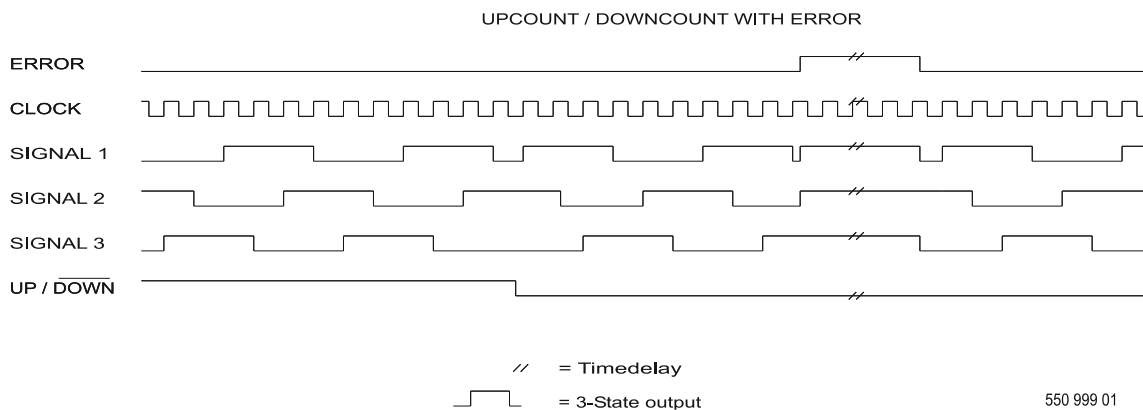 UPCOUNT / DOWNCOUNT WITH ERROR
ERROR
CLOCK
SIGNAL 1
SIGNAL 2
SIGNAL 3
UP / DOWN
// = Timedelay
= 3-State output
550 999 01